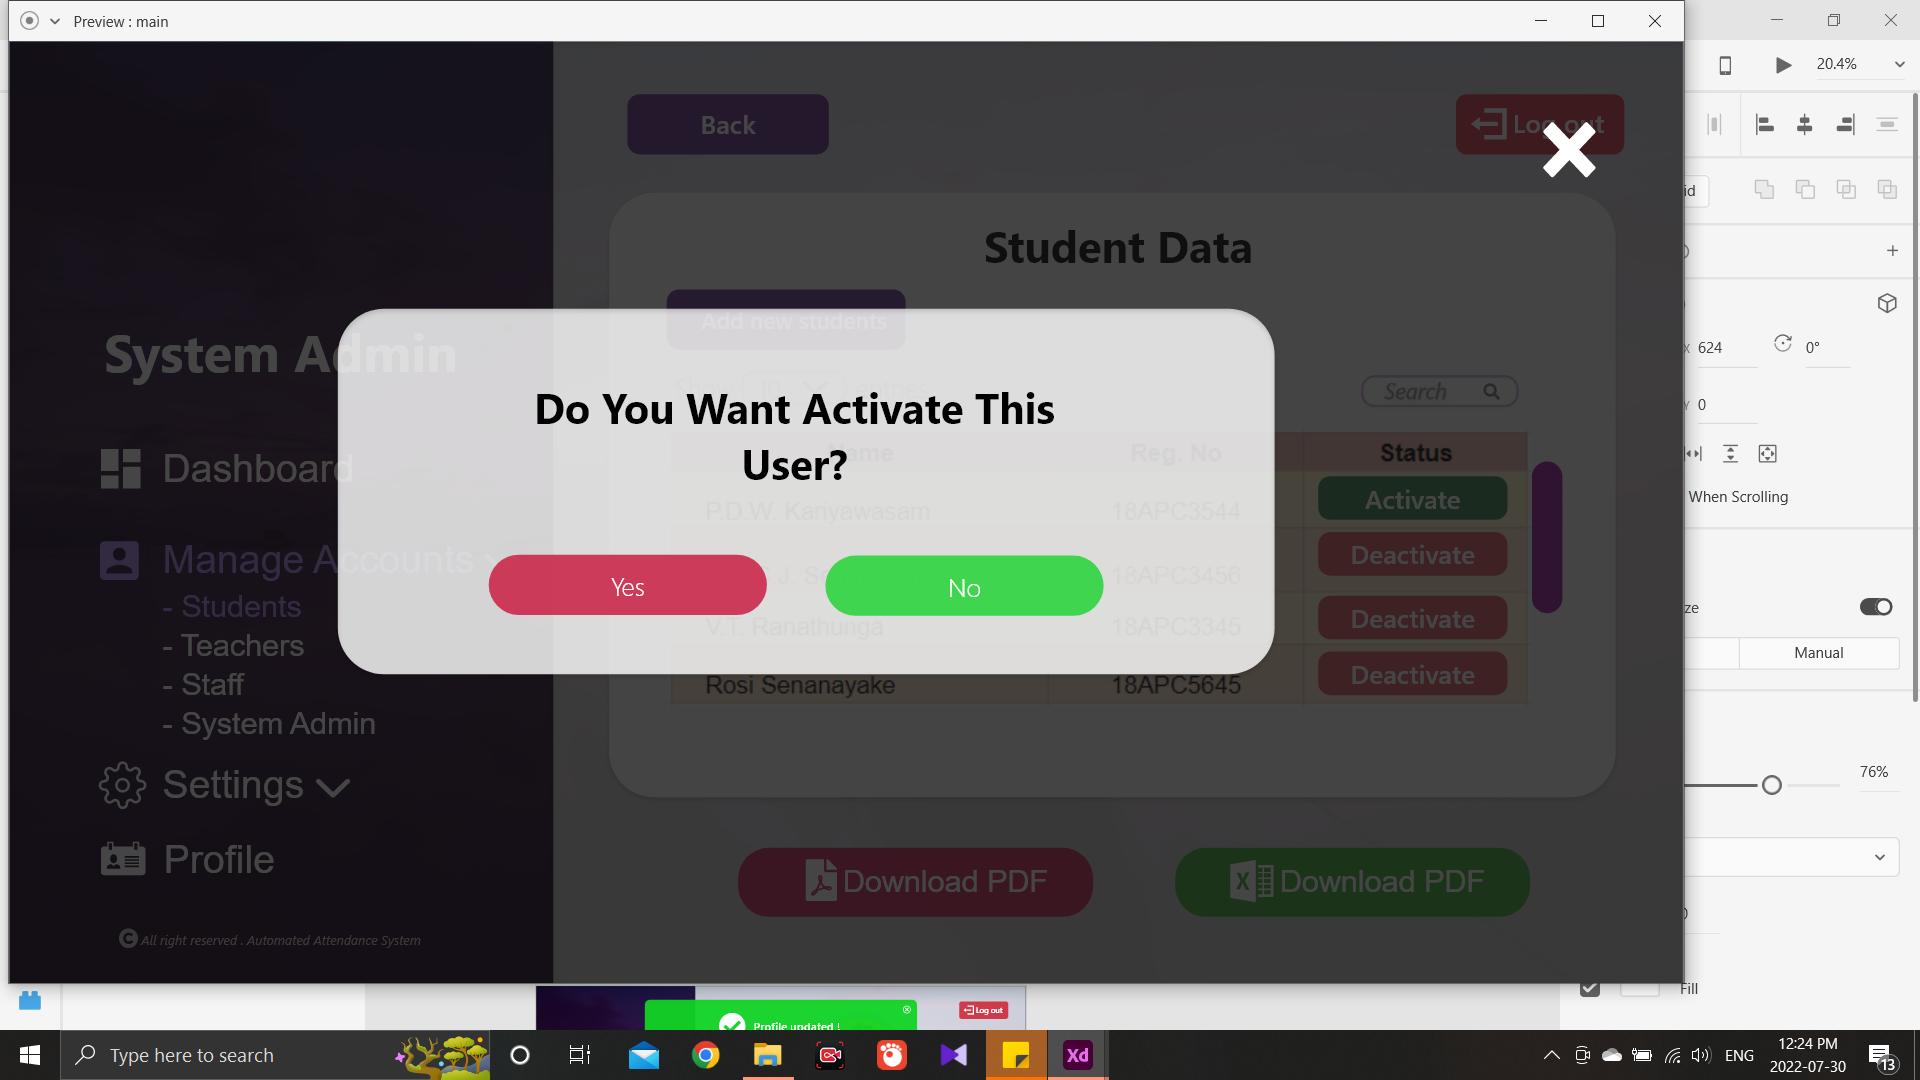 Preview : main
20.4%
Back
Log out
id
Student Data
Add new students
System Admin
624
0°
Y 0
Search
Do You Want Activate This
User?
Name
Reg. No
Status
P.D.W. Kanyawasam
18APC3544
Activate
When Scrolling
Dashboard
Manage Accounts
- Students
- Teachers
- Staff
- System Admin
Yes
No
18APC3456
Deactivate
ze
V.T. Ranathunga
18APC3345
Deactivate
Manual
Rosi Senanayake
18APC5645
Deactivate
Settings
76%
Profile
Download PDF
Download PDF
All right reserved . Automated Attendance System
Fill
Log out
Profile updated !
Type here to search
Xd
ENG
12:24 PM
2022-07-30
13